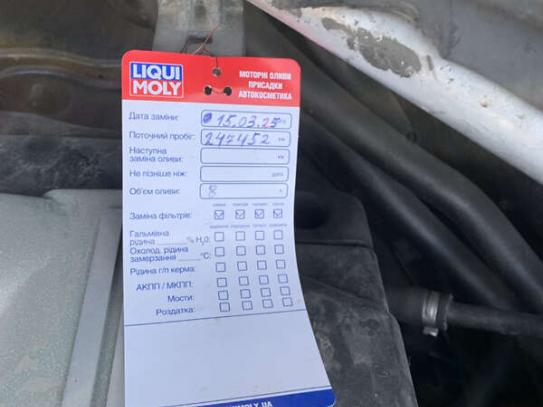 LIQUI MOLY
МОТОРНІ ОЛИВИ
ПРИСАДКИ
АВТОКОСМЕТИКА
Дата заміни: 15.03.25
Поточний пробіг: 247452 км
Наступна заміна оливи: км
Не пізніше ніж: дата
Об'єм оливи: 8 л
Заміна фільтрів:
Гальмівна рідина ______% H₂O:
Охолод. рідина замерзання _____°C:
Рідина г/п керма:
АКПП / МКПП:
Мости:
Роздатка: